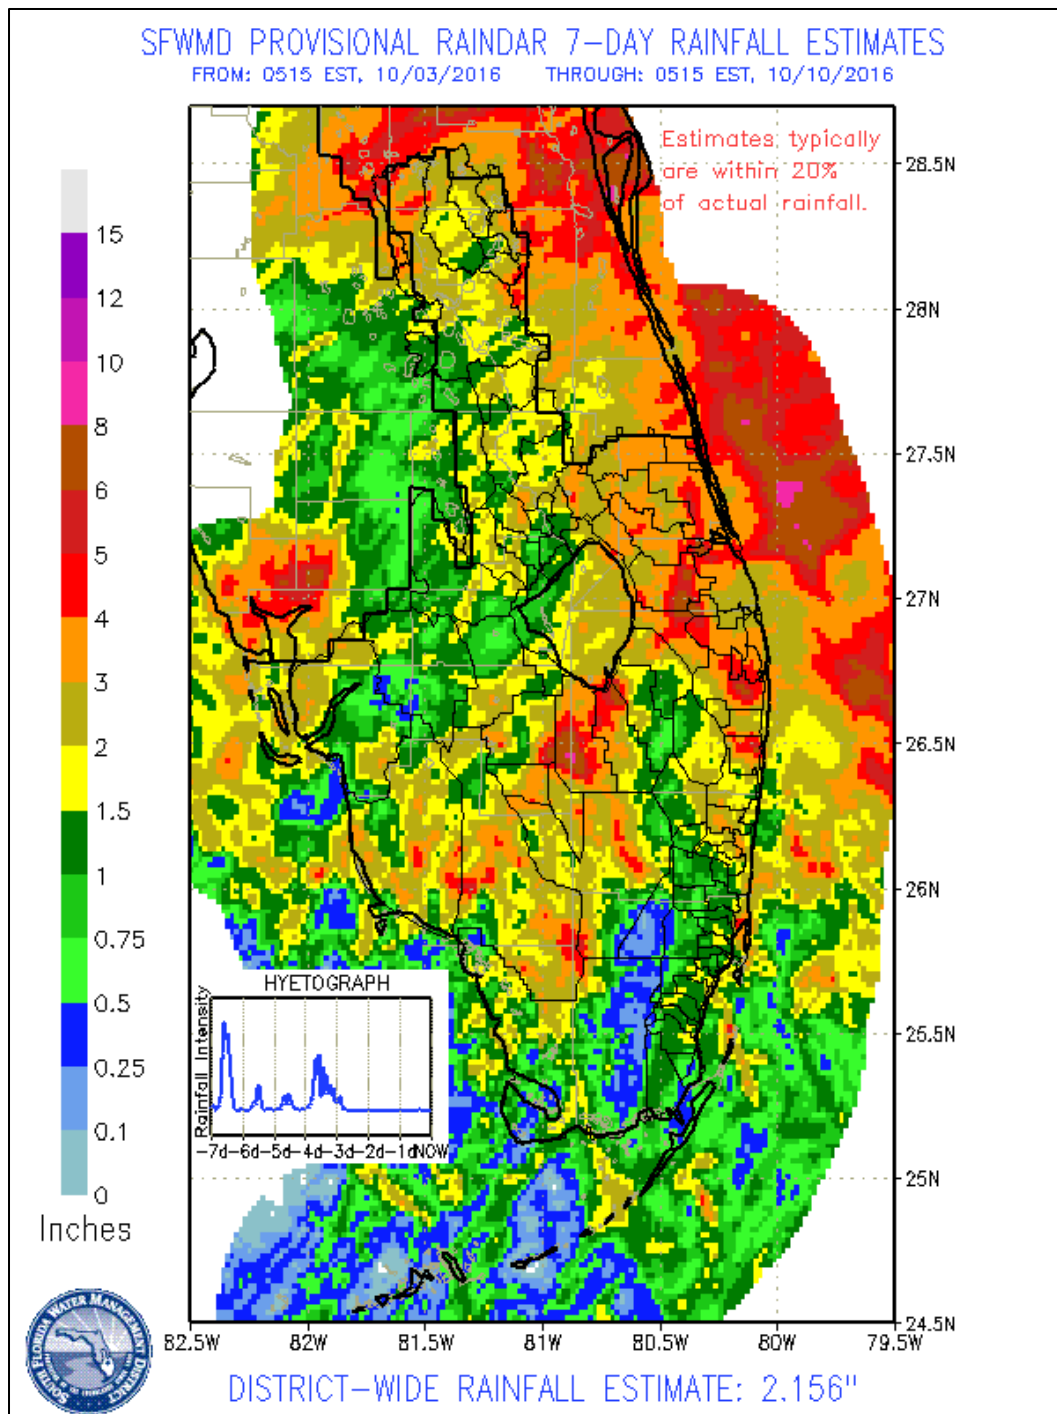 SFWMD PROVISIONAL RAINDAR 7-DAY RAINFALL ESTIMATES
FROM: 0515 EST, 10/03/2016 THROUGH: 0515 EST, 10/10/2016
Estimates typically
are within 20%
of actual rainfall.
28.5N
28N
27.5N
27N
26.5N
26N
25.5N
25N
24.5N
15
12
10
8
6
5
4
3
2
1.5
1
0.75
0.5
0.25
0.1
0
Inches
HYETOGRAPH
Rainfall Intensity
-7d-6d-5d-4d-3d-2d-1dNOW
82.5W 82W 81.5W 81W 80.5W 80W 79.5W
SOUTH FLORIDA WATER MANAGEMENT DISTRICT
DISTRICT-WIDE RAINFALL ESTIMATE: 2.156"